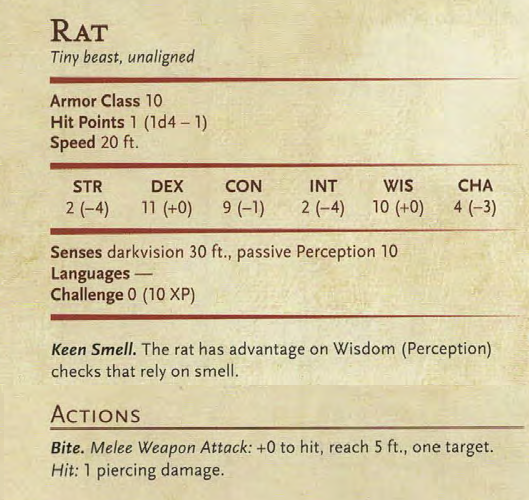 RAT
Tiny beast, unaligned
Armor Class 10
Hit Points 1 (1d4 – 1)
Speed 20 ft.
STR DEX CON INT WIS CHA
2 (–4) 11 (+0) 9 (–1) 2 (–4) 10 (+0) 4 (–3)
Senses darkvision 30 ft., passive Perception 10
Languages —
Challenge 0 (10 XP)
Keen Smell. The rat has advantage on Wisdom (Perception)
checks that rely on smell.
ACTIONS
Bite. Melee Weapon Attack: +0 to hit, reach 5 ft., one target.
Hit: 1 piercing damage.